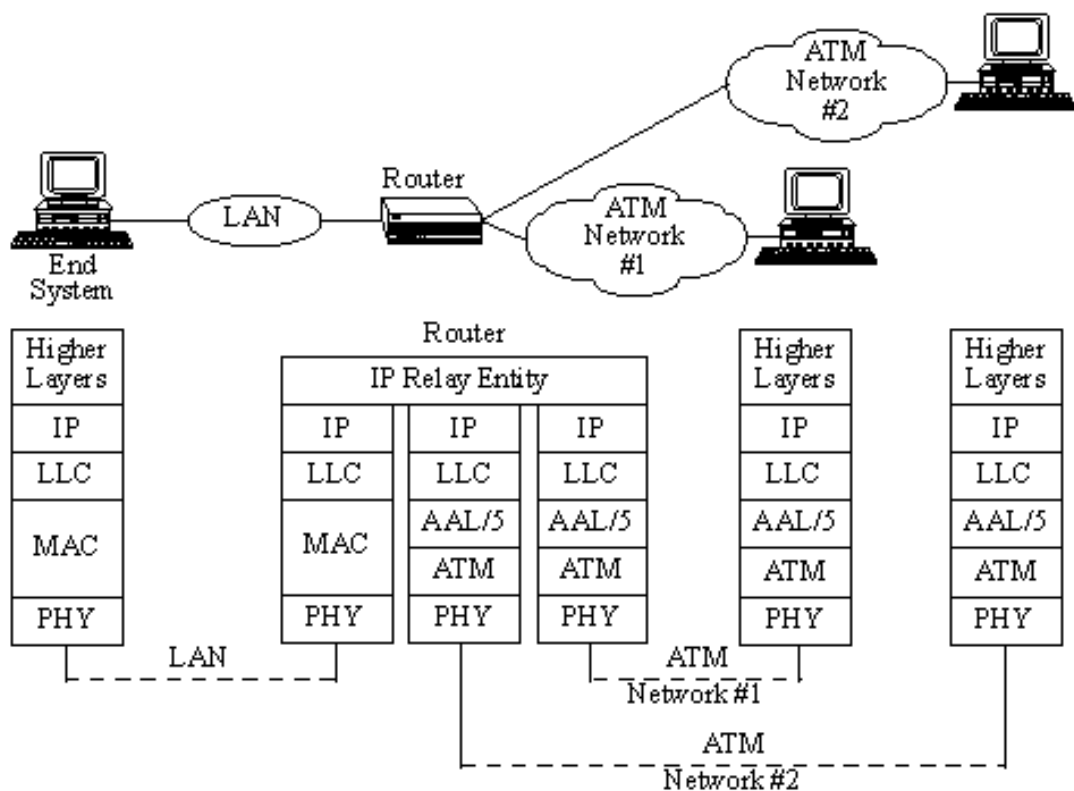 ATM
Network
#2
Router
LAN
ATM
Network
#1
End
System
Router
Higher
Layers
IP Relay Entity
Higher
Layers
Higher
Layers
IP
IP
IP
IP
IP
IP
LLC
LLC
LLC
LLC
LLC
LLC
MAC
MAC
AAL/5
AAL/5
AAL/5
AAL/5
ATM
ATM
ATM
ATM
PHY
PHY
PHY
PHY
PHY
PHY
LAN
ATM
Network #1
ATM
Network #2